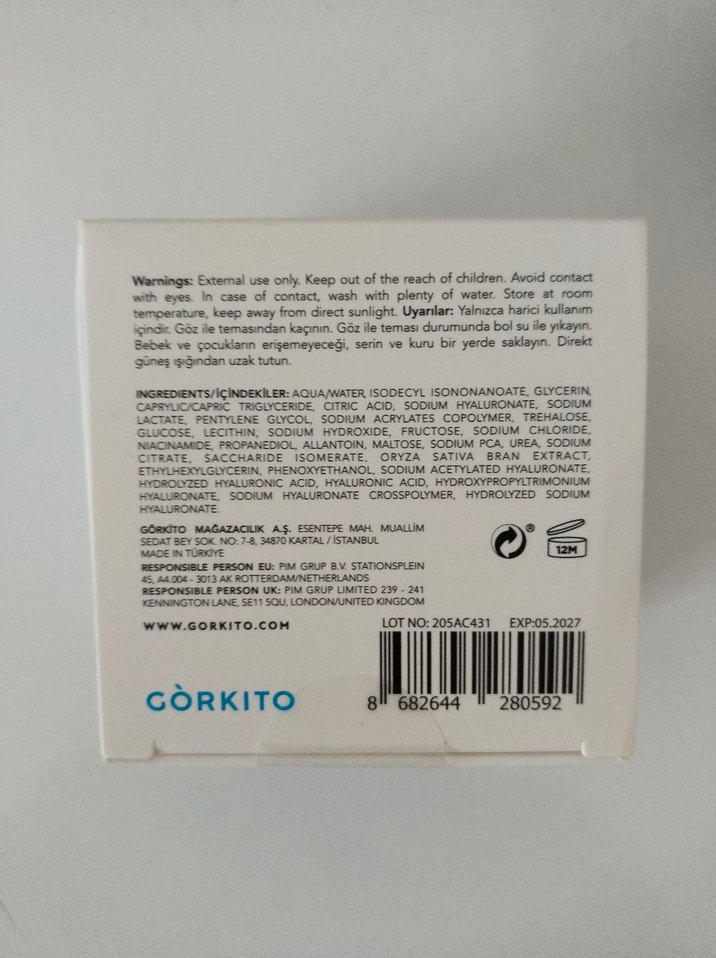 Warnings: External use only. Keep out of the reach of children. Avoid contact
with eyes. In case of contact, wash with plenty of water. Store at room
temperature, keep away from direct sunlight. Uyarılar: Yalnızca harici kullanım
içindir. Göz ile temasından kaçının. Göz ile teması durumunda bol su ile yıkayın.
Bebek ve çocukların erişemeyeceği, serin ve kuru bir yerde saklayın. Direkt
güneş ışığından uzak tutun.
INGREDIENTS/İÇİNDEKİLER: AQUA/WATER, ISODECYL ISONONANOATE, GLYCERIN,
CAPRYLIC/CAPRIC TRIGLYCERIDE, CITRIC ACID, SODIUM HYALURONATE, SODIUM
LACTATE, PENTYLENE GLYCOL, SODIUM ACRYLATES COPOLYMER, TREHALOSE,
GLUCOSE, LECITHIN, SODIUM HYDROXIDE, FRUCTOSE, SODIUM CHLORIDE,
NIACINAMIDE, PROPANEDIOL, ALLANTOIN, MALTOSE, SODIUM PCA, UREA, SODIUM
CITRATE, SACCHARIDE ISOMERATE, ORYZA SATIVA BRAN EXTRACT,
ETHYLHEXYLGLYCERIN, PHENOXYETHANOL, SODIUM ACETYLATED HYALURONATE,
HYDROLYZED HYALURONIC ACID, HYALURONIC ACID, HYDROXYPROPYLTRIMONIUM
HYALURONATE, SODIUM HYALURONATE CROSSPOLYMER, HYDROLYZED SODIUM
HYALURONATE.
GÖRKİTO MAĞAZACILIK A.Ş. ESENTEPE MAH. MUALLİM
SEDAT BEY SOK. NO: 7-8, 34870 KARTAL / İSTANBUL
MADE IN TÜRKİYE
RESPONSIBLE PERSON EU: PIM GRUP B.V. STATIONSPLEIN
45, A4.004 - 3013 AK ROTTERDAM/NETHERLANDS
RESPONSIBLE PERSON UK: PIM GRUP LIMITED 239 - 241
KENNINGTON LANE, SE11 5QU, LONDON/UNITED KINGDOM
®
12M
WWW.GORKITO.COM
LOT NO: 205AC431 EXP:05.2027
GÒRKITO
8 682644 280592